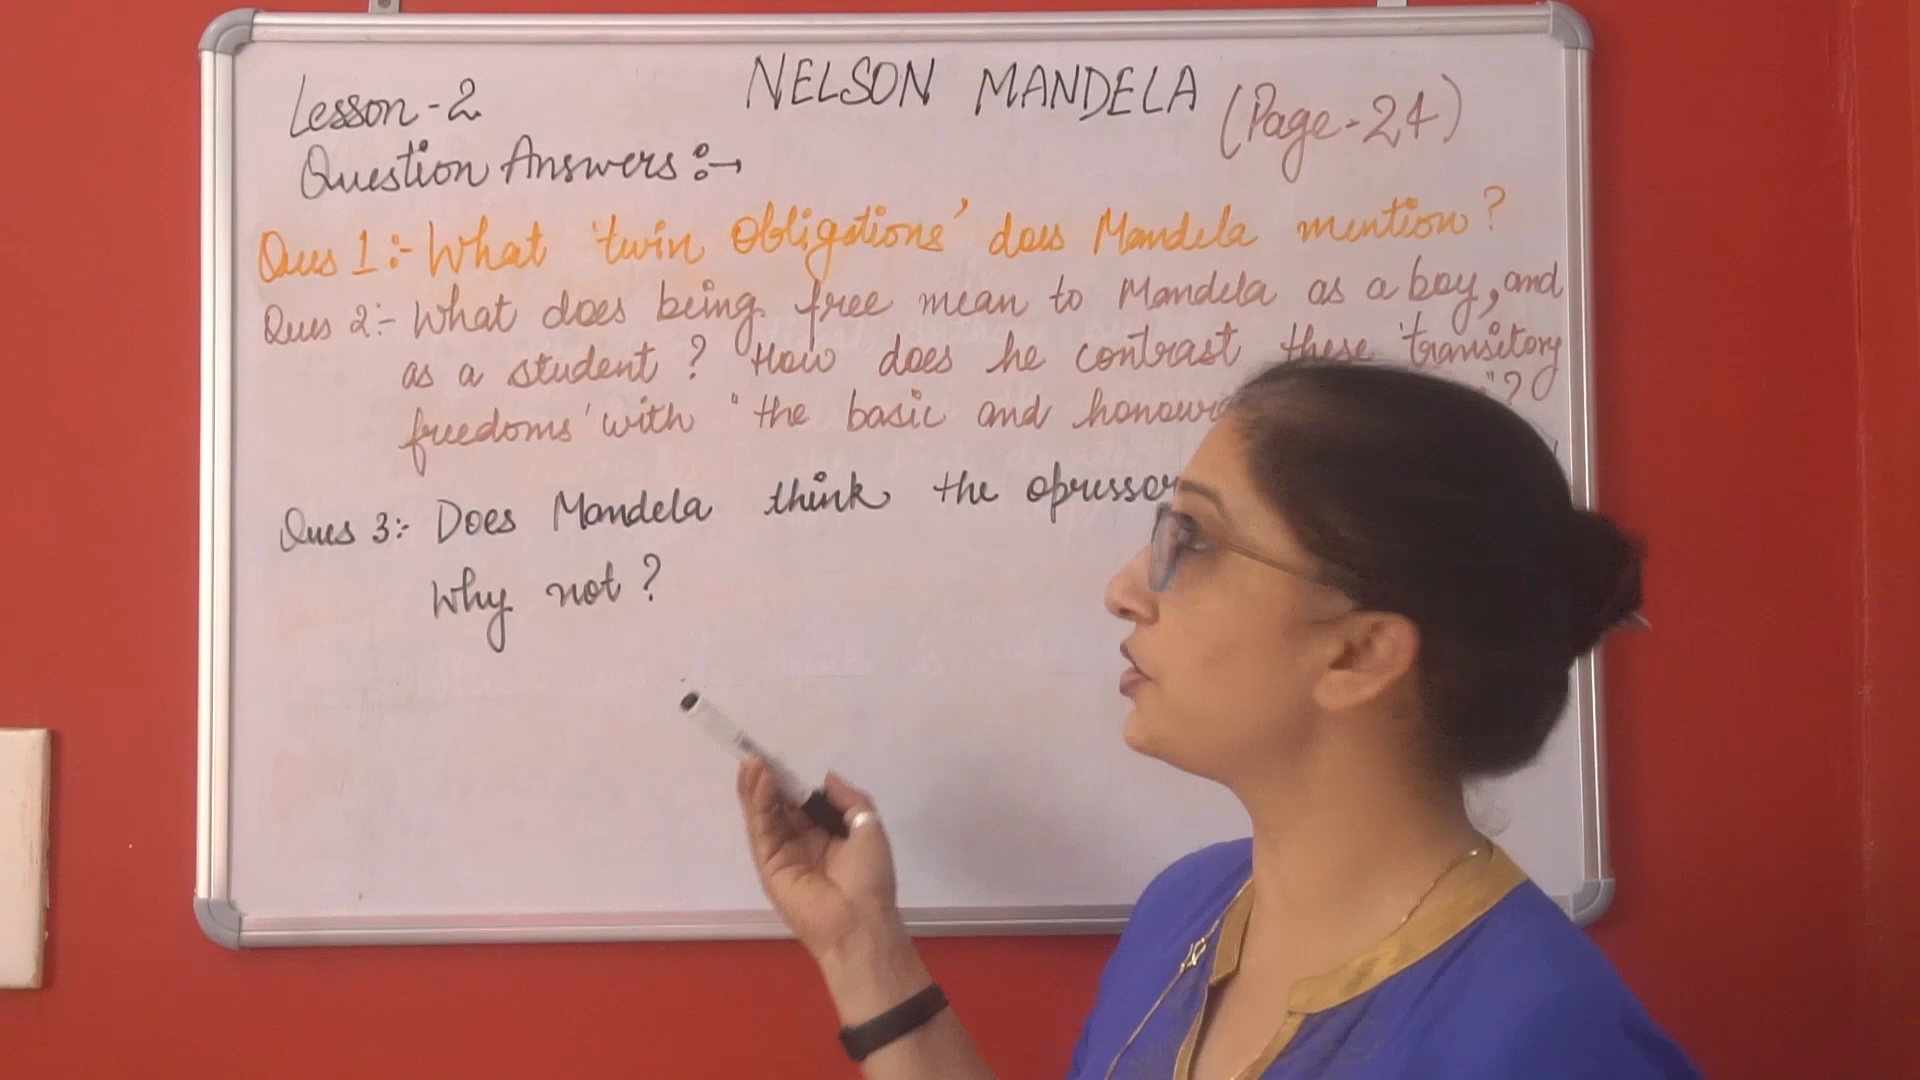 NELSON MANDELA
Lesson-2
(Page-24)
Question Answers :→
Ques 1:- What 'twin obligations' does Mandela mention?
Ques 2:- What does being free mean to Mandela as a boy, and
as a student? How does he contrast these 'transitory
freedoms' with "the basic and "?
Ques 3:- Does Mandela think the
Why not?